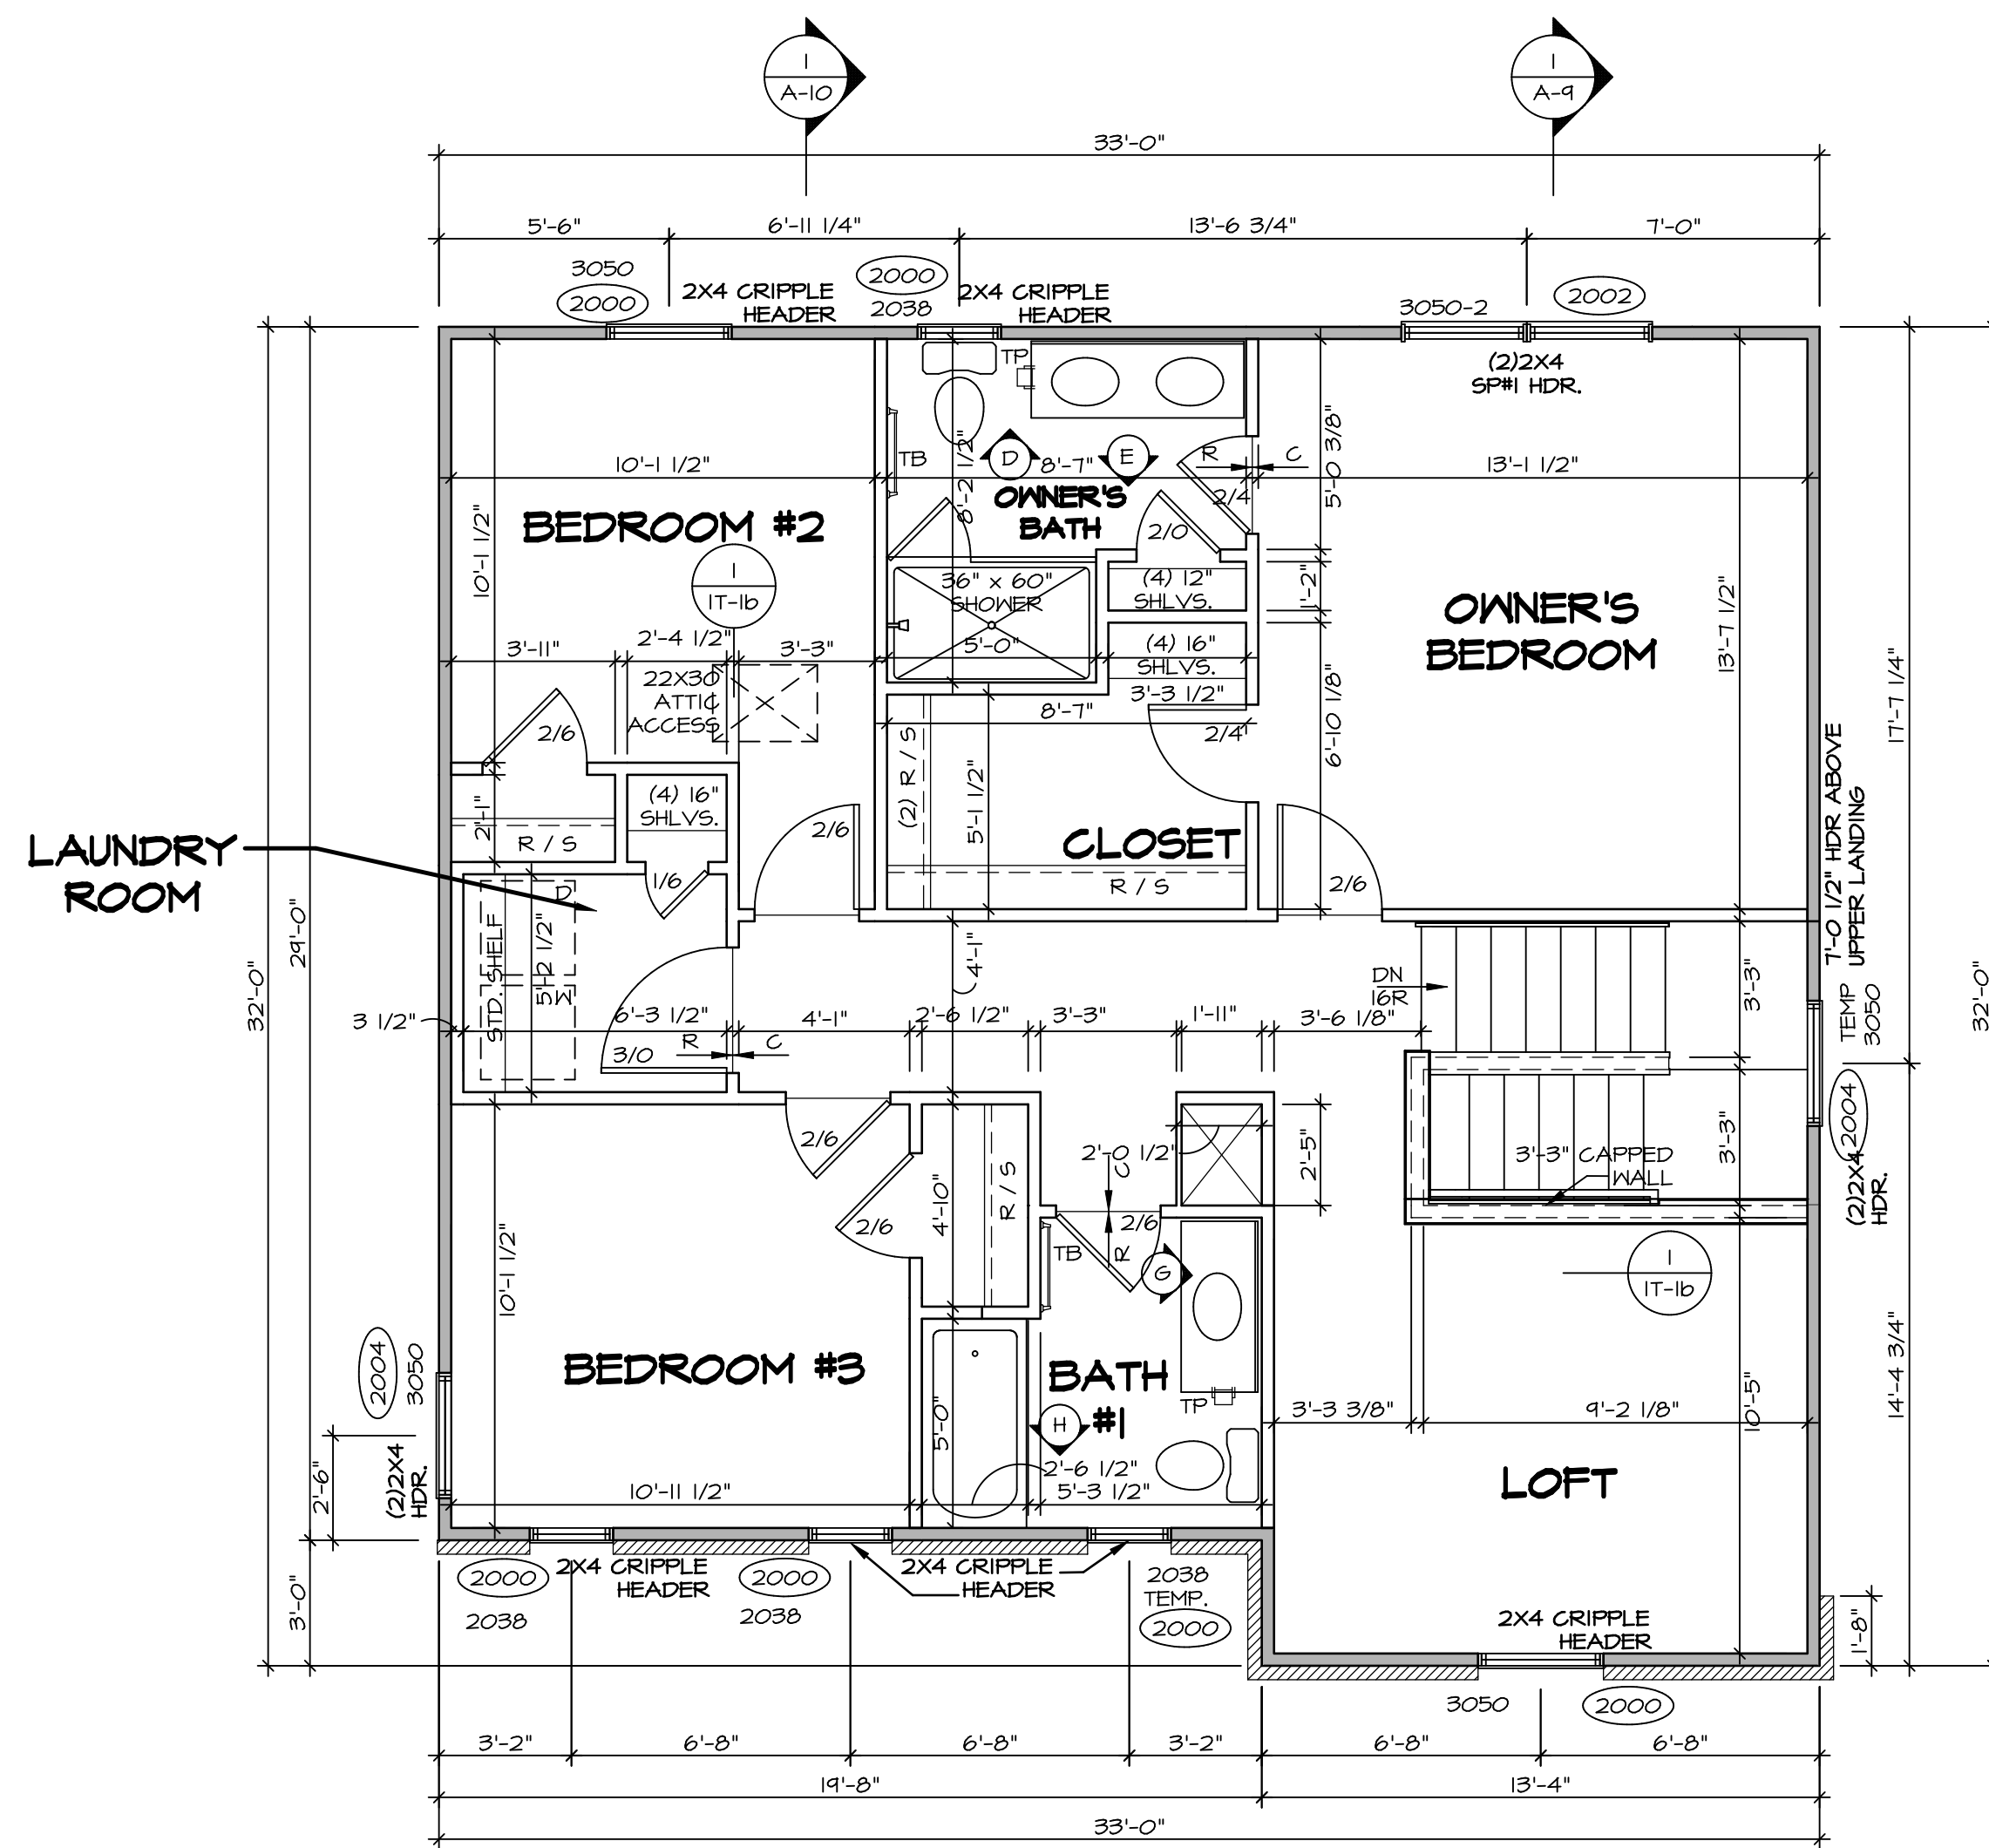 1
A-10
1
A-9
33'-0"
5'-6"
6'-11 1/4"
13'-6 3/4"
7'-0"
3050
2000
2X4 CRIPPLE
HEADER
2000
2038
2X4 CRIPPLE
HEADER
3050-2
2002
(2)2X4
SP#1 HDR.
TP
TB
D
E
R
C
10'-1 1/2"
8'-7"
13'-1 1/2"
8'-2 1/2"
5'-0 3/8"
2/4
OWNER'S
BATH
2/0
BEDROOM #2
10'-1 1/2"
1
1T-1b
36" x 60"
SHOWER
5'-0"
(4) 12"
SHLVS.
1'-2"
(4) 16"
SHLVS.
3'-3 1/2"
OWNER'S
BEDROOM
13'-7 1/2"
3'-11"
2'-4 1/2"
3'-3"
22X30
ATTIC
ACCESS
2/6
8'-7"
2/4
6'-10 1/8"
(2) R / S
5'-1 1/2"
17'-7 1/4"
7'-0 1/2" HDR ABOVE
UPPER LANDING
2'-1"
R / S
(4) 16"
SHLVS.
2/6
CLOSET
R / S
2/6
LAUNDRY
ROOM
1/6
D
W
STD. SHELF
5'-2 1/2"
29'-0"
32'-0"
4'-1"
DN
16R
3'-3"
TEMP
3050
32'-0"
3 1/2"
6'-3 1/2"
4'-1"
2'-6 1/2"
3'-3"
1'-11"
3'-6 1/8"
3/0
R
C
2/6
2/6
4'-10"
R / S
2'-0 1/2"
C
R
2/6
2'-5"
3'-3"
3'-3" CAPPED
WALL
2004
(2)2X4
HDR.
TB
G
1
1T-1b
10'-1 1/2"
BEDROOM #3
BATH
#1
H
TP
5'-0"
2'-6 1/2"
5'-3 1/2"
10'-11 1/2"
3'-3 3/8"
9'-2 1/8"
10'-5"
14'-4 3/4"
LOFT
2004
3050
(2)2X4
HDR.
2'-6"
3'-0"
2000
2038
2X4 CRIPPLE
HEADER
2000
2038
2X4 CRIPPLE
HEADER
2038
TEMP.
2000
2X4 CRIPPLE
HEADER
1'-8"
3050
2000
3'-2"
6'-8"
6'-8"
3'-2"
6'-8"
6'-8"
19'-8"
13'-4"
33'-0"